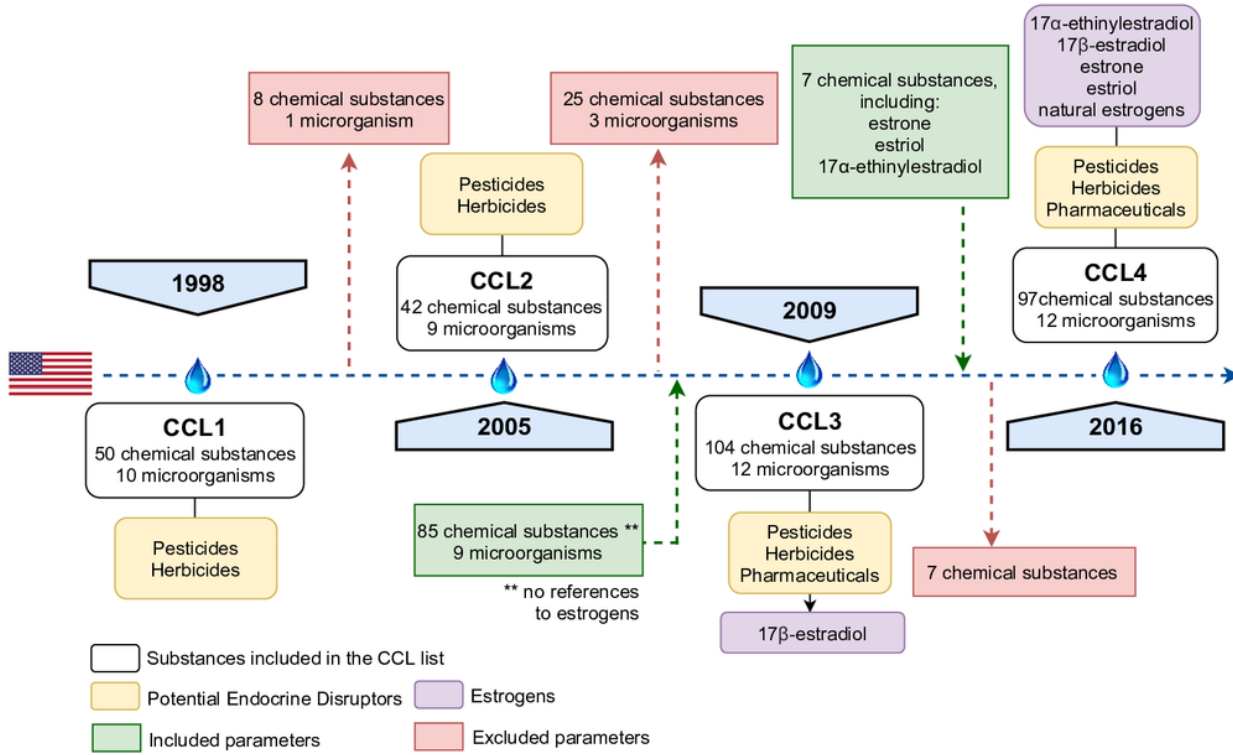 17α-ethinylestradiol
17β-estradiol
estrone
estriol
natural estrogens
8 chemical substances
1 microrganism
25 chemical substances
3 microorganisms
7 chemical substances,
including:
estrone
estriol
17α-ethinylestradiol
Pesticides
Herbicides
Pesticides
Herbicides
Pharmaceuticals
1998
CCL2
42 chemical substances
9 microorganisms
2009
CCL4
97chemical substances
12 microorganisms
CCL1
50 chemical substances
10 microorganisms
2005
CCL3
104 chemical substances
12 microorganisms
2016
Pesticides
Herbicides
85 chemical substances **
9 microorganisms
** no references
to estrogens
Pesticides
Herbicides
Pharmaceuticals
17β-estradiol
7 chemical substances
Substances included in the CCL list
Potential Endocrine Disruptors
Estrogens
Included parameters
Excluded parameters